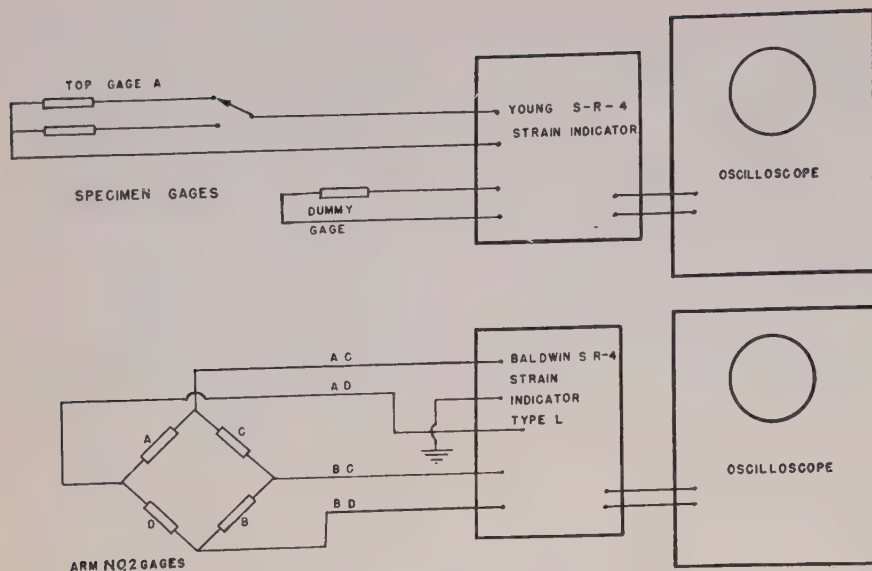 TOP GAGE A
SPECIMEN GAGES
DUMMY
GAGE
YOUNG S-R-4
STRAIN INDICATOR
OSCILLOSCOPE
A C
A D
B C
B D
A
C
D
B
ARM NO.2 GAGES
BALDWIN S R-4
STRAIN
INDICATOR
TYPE L
OSCILLOSCOPE